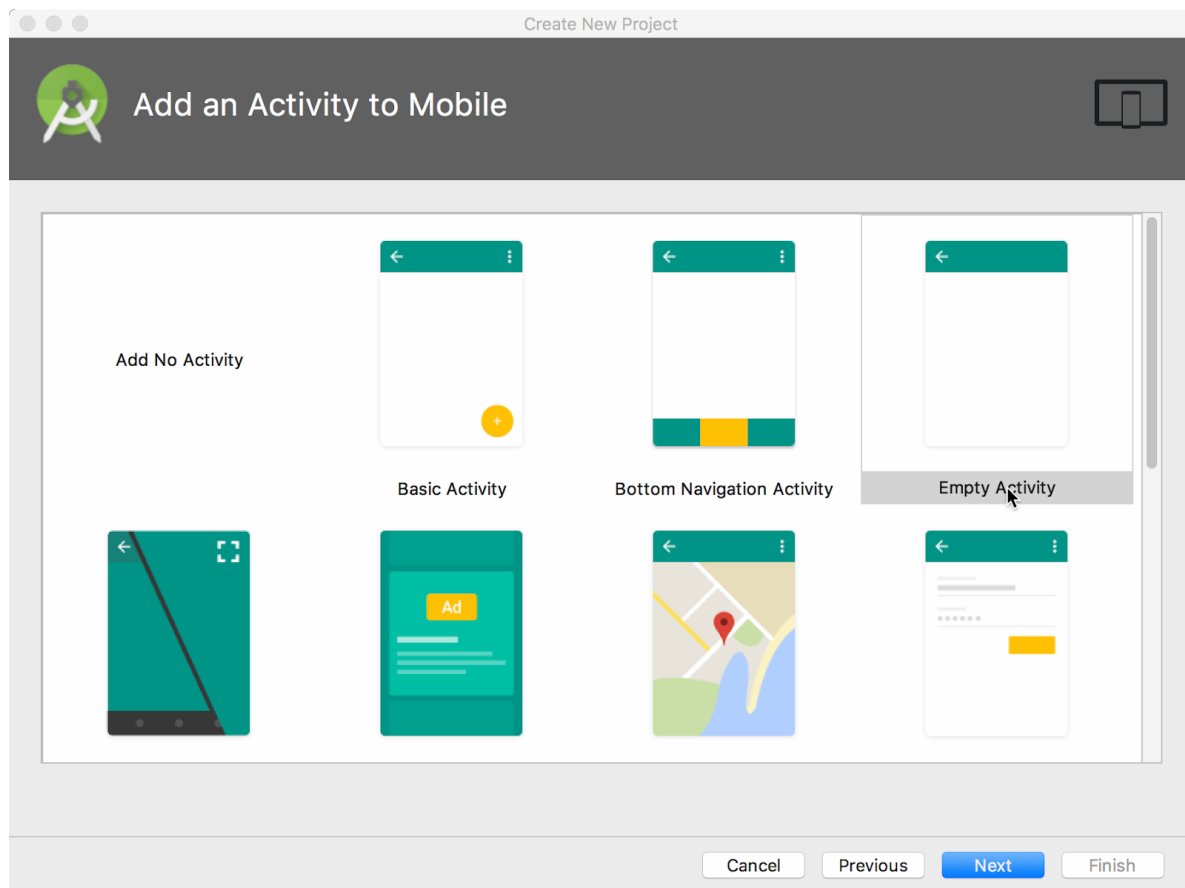 Create New Project
Add an Activity to Mobile
Add No Activity
Basic Activity
Bottom Navigation Activity
Empty Activity
Ad
Cancel
Previous
Next
Finish